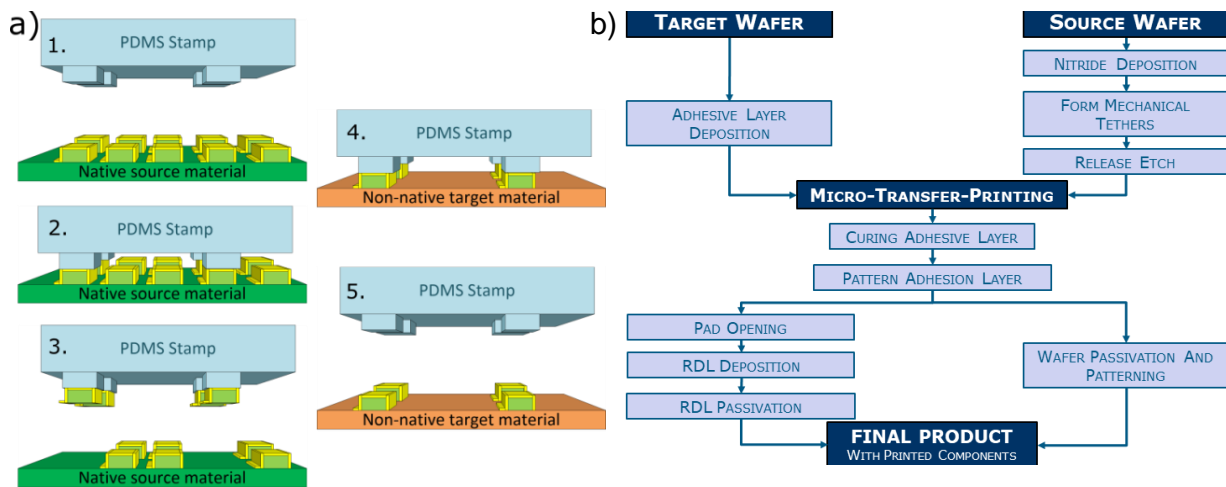 a)
1.
PDMS Stamp
Native source material
2.
PDMS Stamp
Native source material
3.
PDMS Stamp
Native source material
4.
PDMS Stamp
Non-native target material
5.
PDMS Stamp
Non-native target material
b)
TARGET WAFER
SOURCE WAFER
NITRIDE DEPOSITION
ADHESIVE LAYER
DEPOSITION
FORM MECHANICAL
TETHERS
RELEASE ETCH
MICRO-TRANSFER-PRINTING
CURING ADHESIVE LAYER
PATTERN ADHESION LAYER
PAD OPENING
RDL DEPOSITION
RDL PASSIVATION
WAFER PASSIVATION AND
PATTERNING
FINAL PRODUCT
WITH PRINTED COMPONENTS